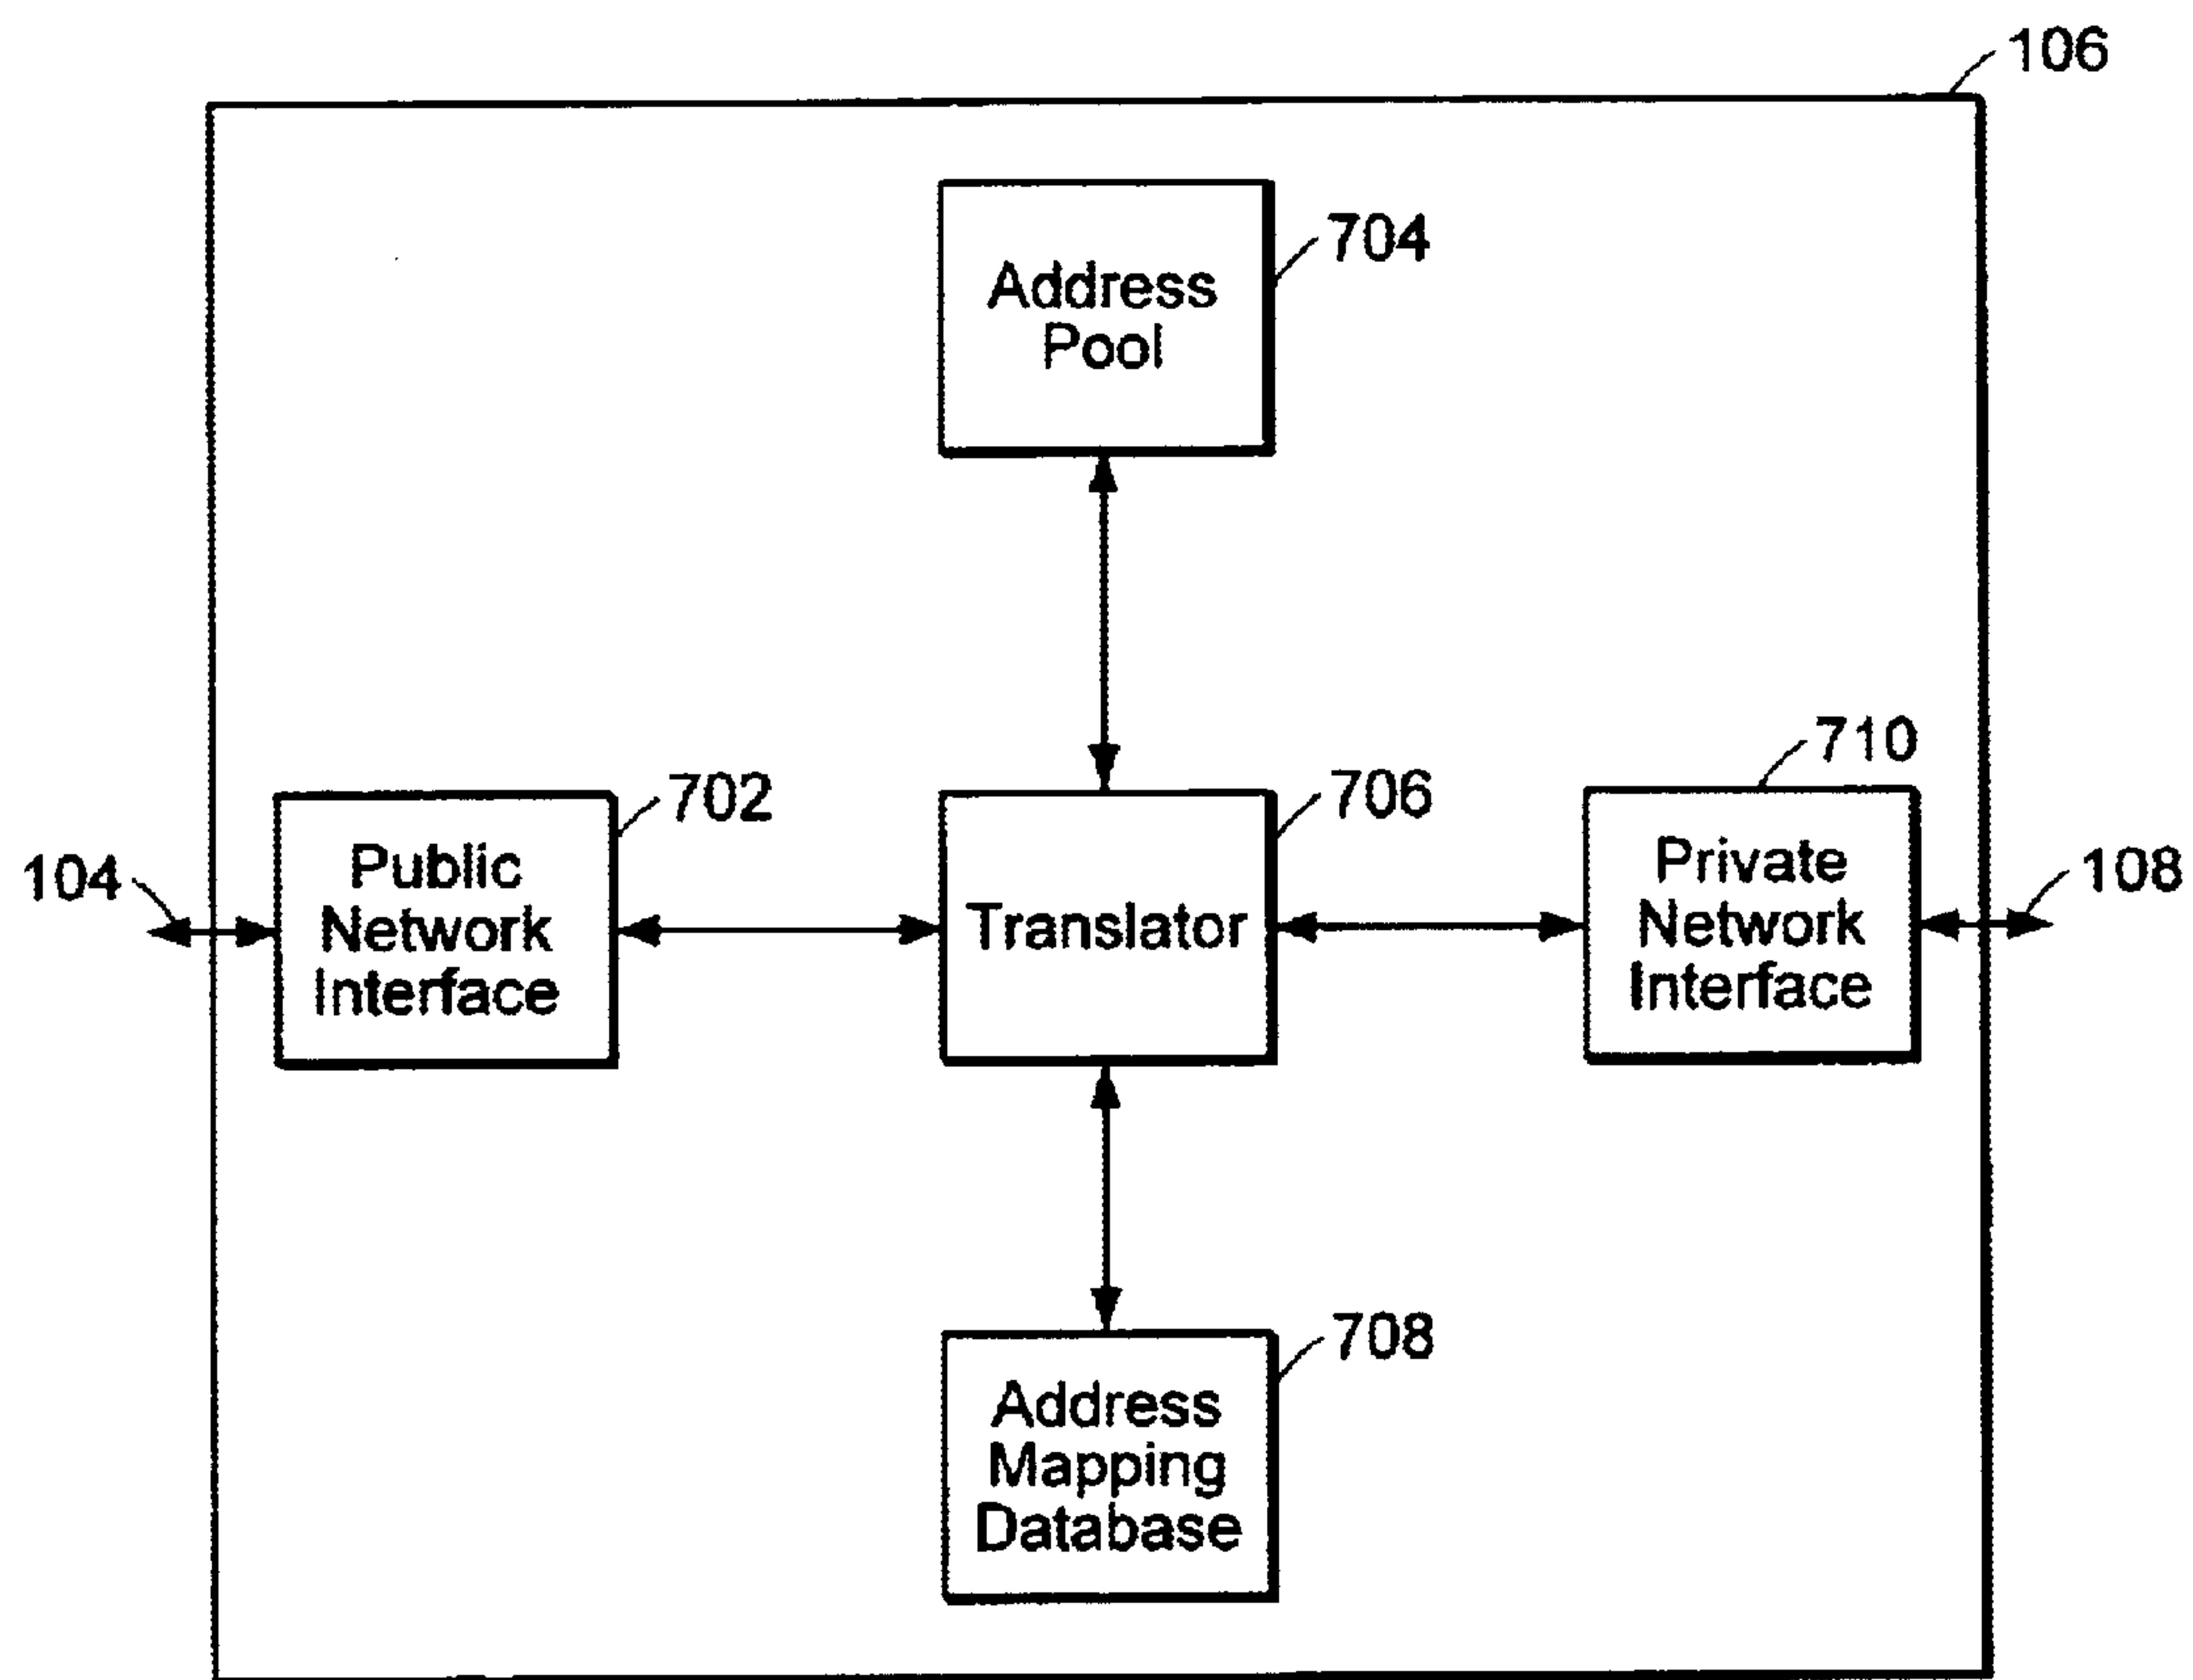 106
704
Address
Pool
710
702
706
104
Public
Network
Interface
Translator
Private
Network
Interface
108
708
Address
Mapping
Database